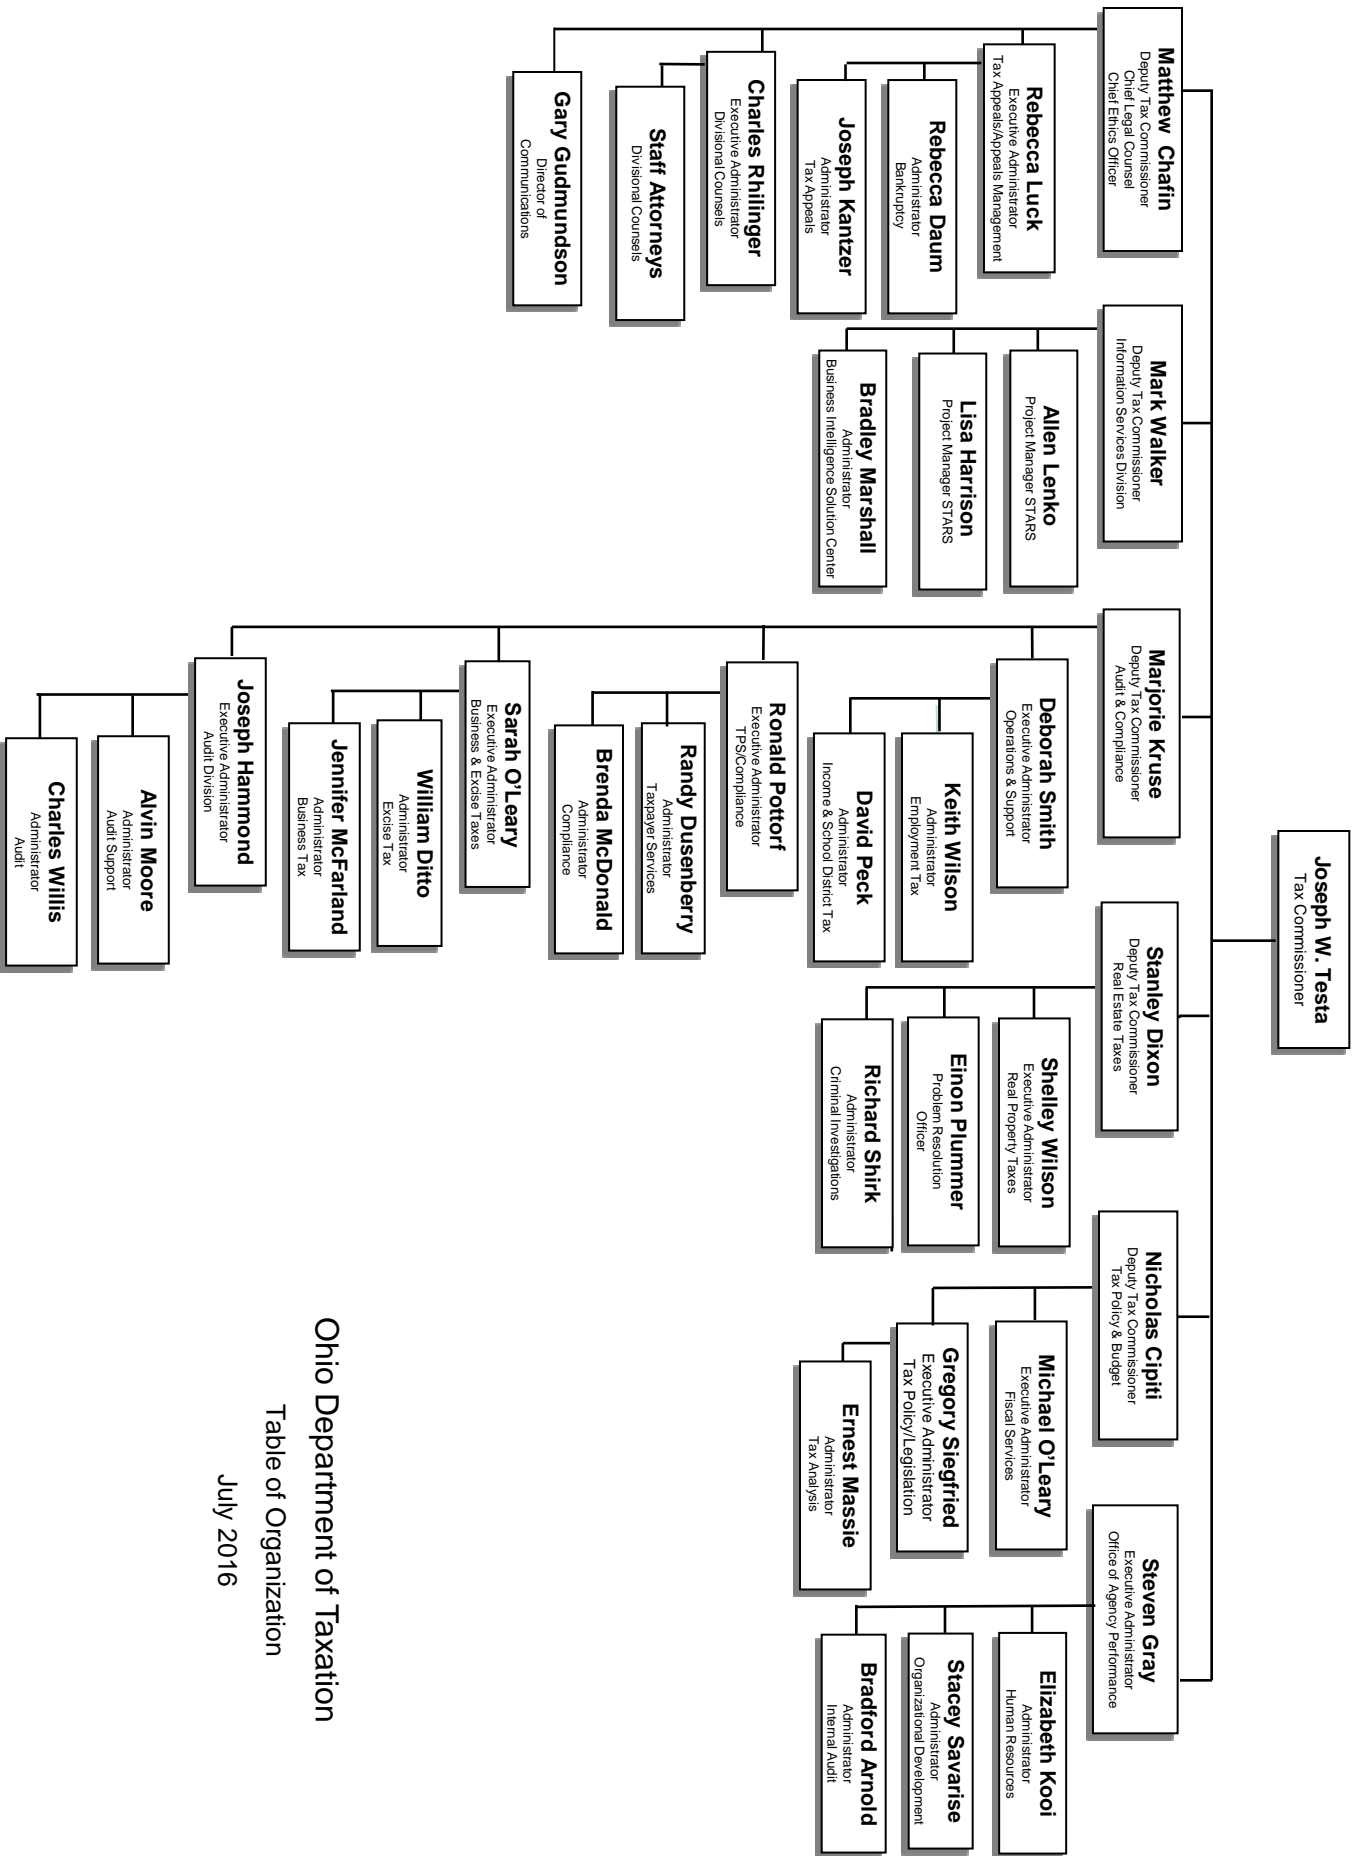 Joseph W. Testa
Tax Commissioner
Matthew Chafin
Deputy Tax Commissioner
Chief Legal Counsel
Chief Ethics Officer
Rebecca Luck
Executive Administrator
Tax Appeals/Appeals Management
Rebecca Daum
Administrator
Bankruptcy
Joseph Kantzer
Administrator
Tax Appeals
Charles Rhilinger
Executive Administrator
Divisional Counsels
Staff Attorneys
Divisional Counsels
Gary Gudmundson
Director of
Communications
Mark Walker
Deputy Tax Commissioner
Information Services Division
Allen Lenko
Project Manager STARS
Lisa Harrison
Project Manager STARS
Bradley Marshall
Administrator
Business Intelligence Solution Center
Marjorie Kruse
Deputy Tax Commissioner
Audit & Compliance
Deborah Smith
Executive Administrator
Operations & Support
Keith Wilson
Administrator
Employment Tax
David Peck
Administrator
Income & School District Tax
Ronald Pottorf
Executive Administrator
TPS/Compliance
Randy Dusenberry
Administrator
Taxpayer Services
Brenda McDonald
Administrator
Compliance
Sarah O'Leary
Executive Administrator
Business & Excise Taxes
Willam Ditto
Administrator
Excise Tax
Jennifer McFarland
Administrator
Business Tax
Joseph Hammond
Executive Administrator
Audit Division
Alvin Moore
Administrator
Audit Support
Charles Willis
Administrator
Audit
Stanley Dixon
Deputy Tax Commissioner
Real Estate Taxes
Shelley Wilson
Executive Administrator
Real Property Taxes
Einon Plummer
Problem Resolution
Officer
Richard Shirk
Administrator
Criminal Investigations
Nicholas Cipiti
Deputy Tax Commissioner
Tax Policy & Budget
Michael O'Leary
Executive Administrator
Fiscal Services
Gregory Siegfried
Executive Administrator
Tax Policy/Legislation
Ernest Massie
Administrator
Tax Analysis
Steven Gray
Executive Administrator
Office of Agency Performance
Elizabeth Kooi
Administrator
Human Resources
Stacey Savarise
Administrator
Organizational Development
Bradford Arnold
Administrator
Internal Audit
Ohio Department of Taxation
Table of Organization
July 2016